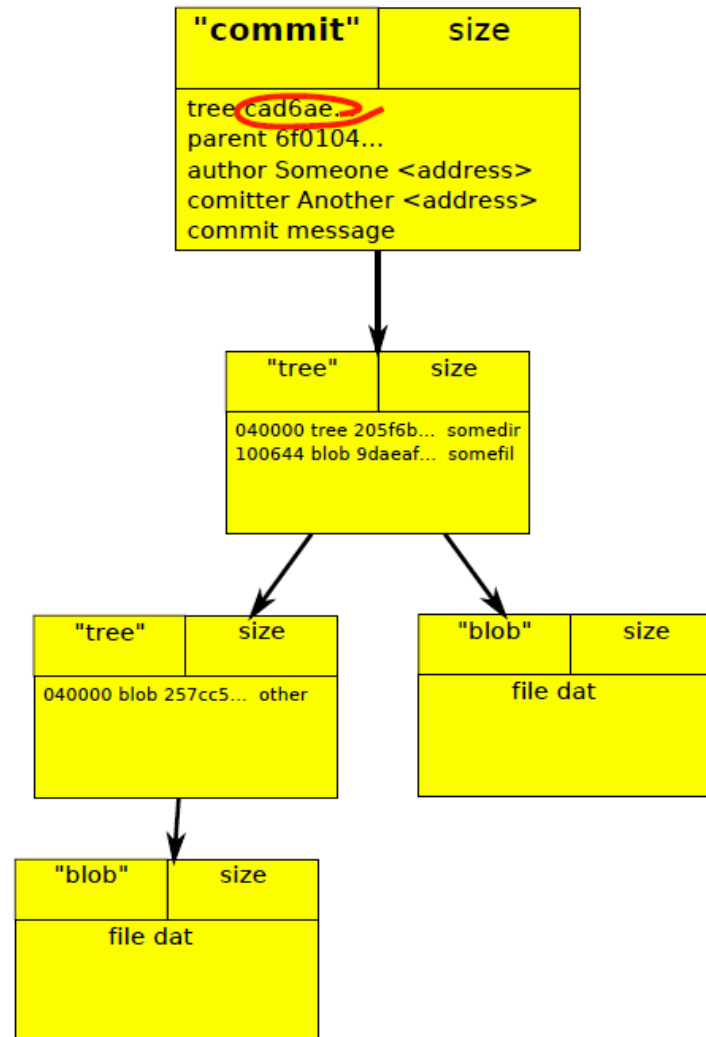 "commit" size
tree cad6ae...
parent 6f0104...
author Someone <address>
comitter Another <address>
commit message
"tree" size
040000 tree 205f6b... somedir
100644 blob 9daeaf... somefil
"tree" size
040000 blob 257cc5... other
"blob" size
file dat
"blob" size
file dat